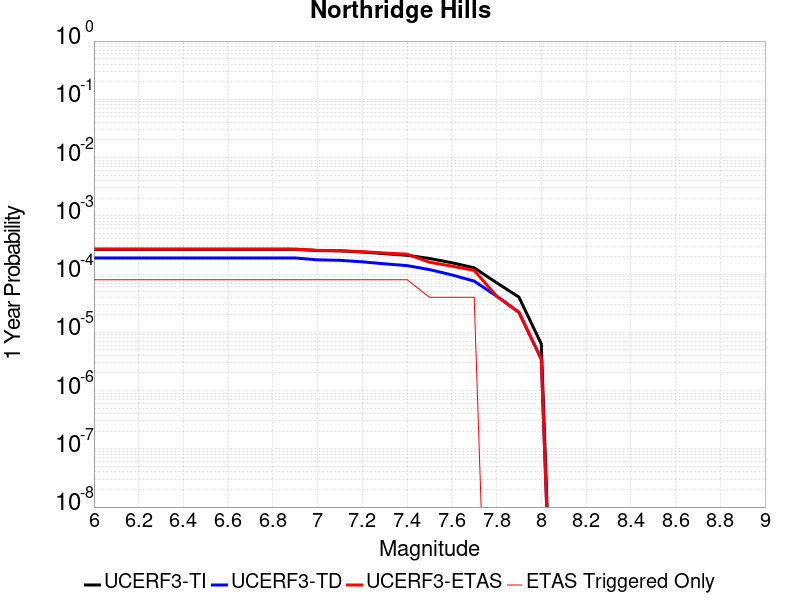 Northridge Hills
10^0
10^-1
10^-2
10^-3
10^-4
10^-5
10^-6
10^-7
10^-8
1 Year Probability
6 6.2 6.4 6.6 6.8 7 7.2 7.4 7.6 7.8 8 8.2 8.4 8.6 8.8 9
Magnitude
UCERF3-TI UCERF3-TD UCERF3-ETAS ETAS Triggered Only